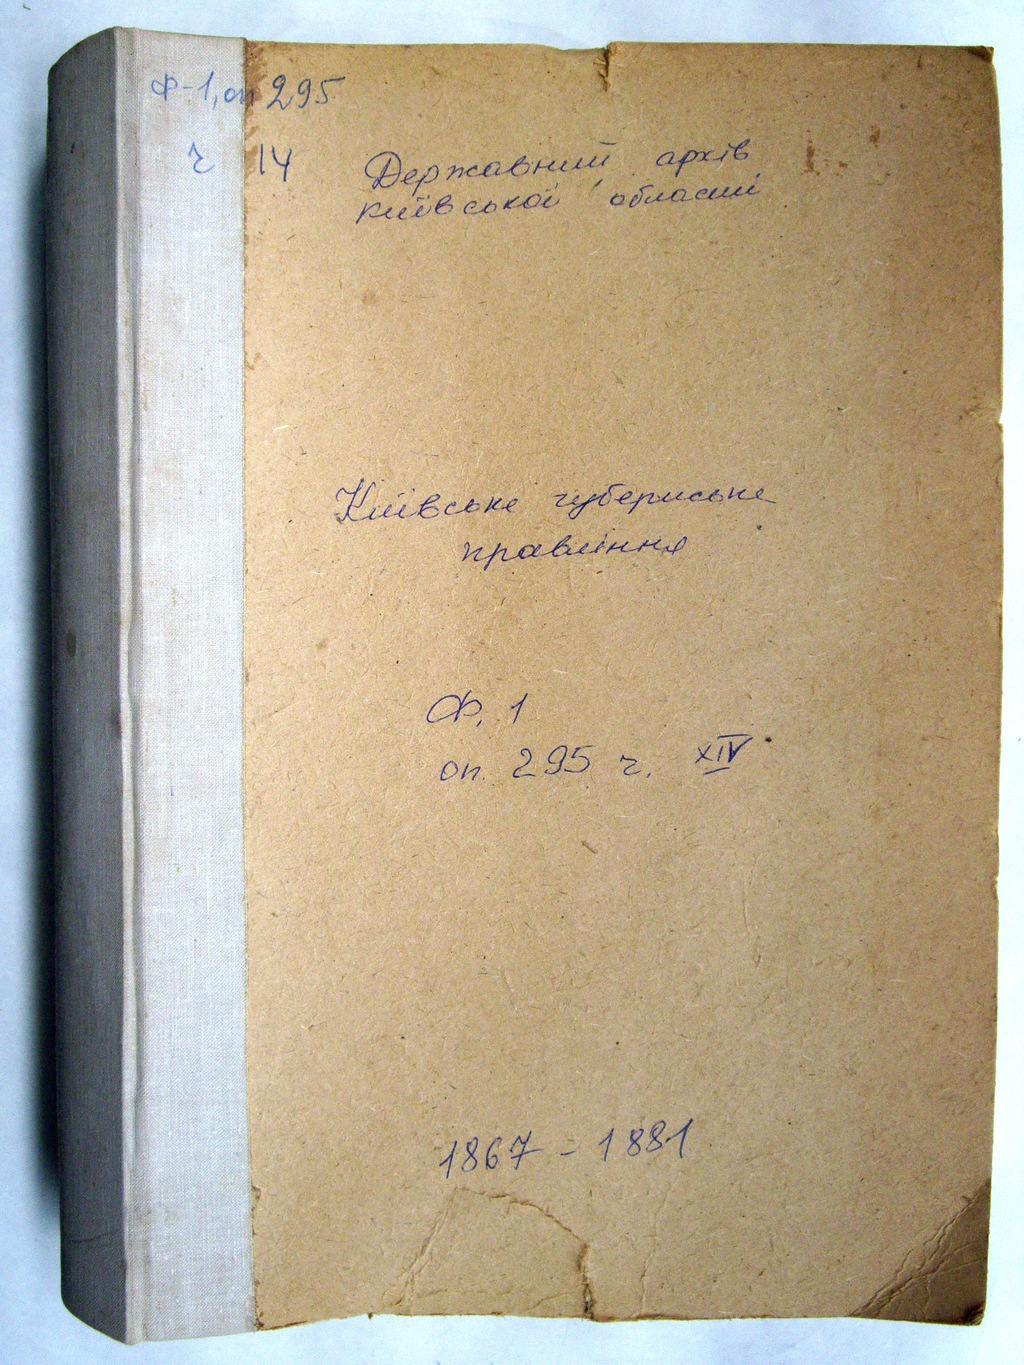 Ф-1, оп 295
ч 14
Державний архів
Київської області
Київське губернське
правління
Ф. 1
оп. 295 ч. XIV
1867 - 1881